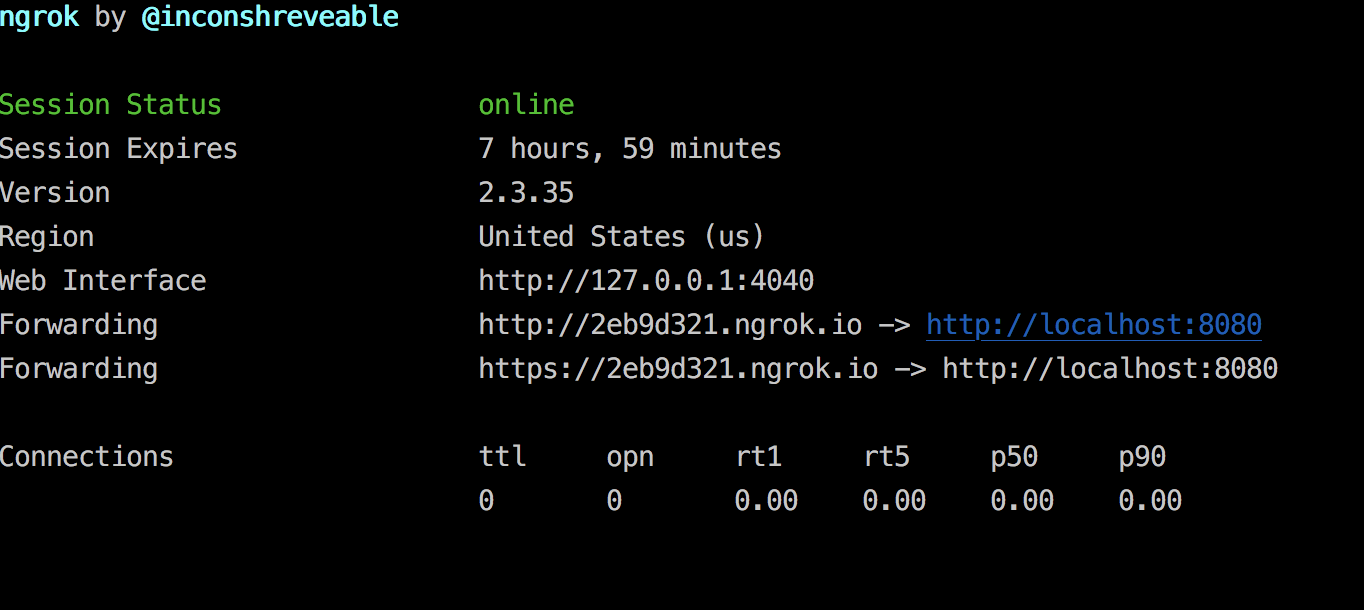 ngrok by @inconshreveable
Session Status online
Session Expires 7 hours, 59 minutes
Version 2.3.35
Region United States (us)
Web Interface http://127.0.0.1:4040
Forwarding http://2eb9d321.ngrok.io -> http://localhost:8080
Forwarding https://2eb9d321.ngrok.io -> http://localhost:8080
Connections ttl opn rt1 rt5 p50 p90
0 0 0.00 0.00 0.00 0.00